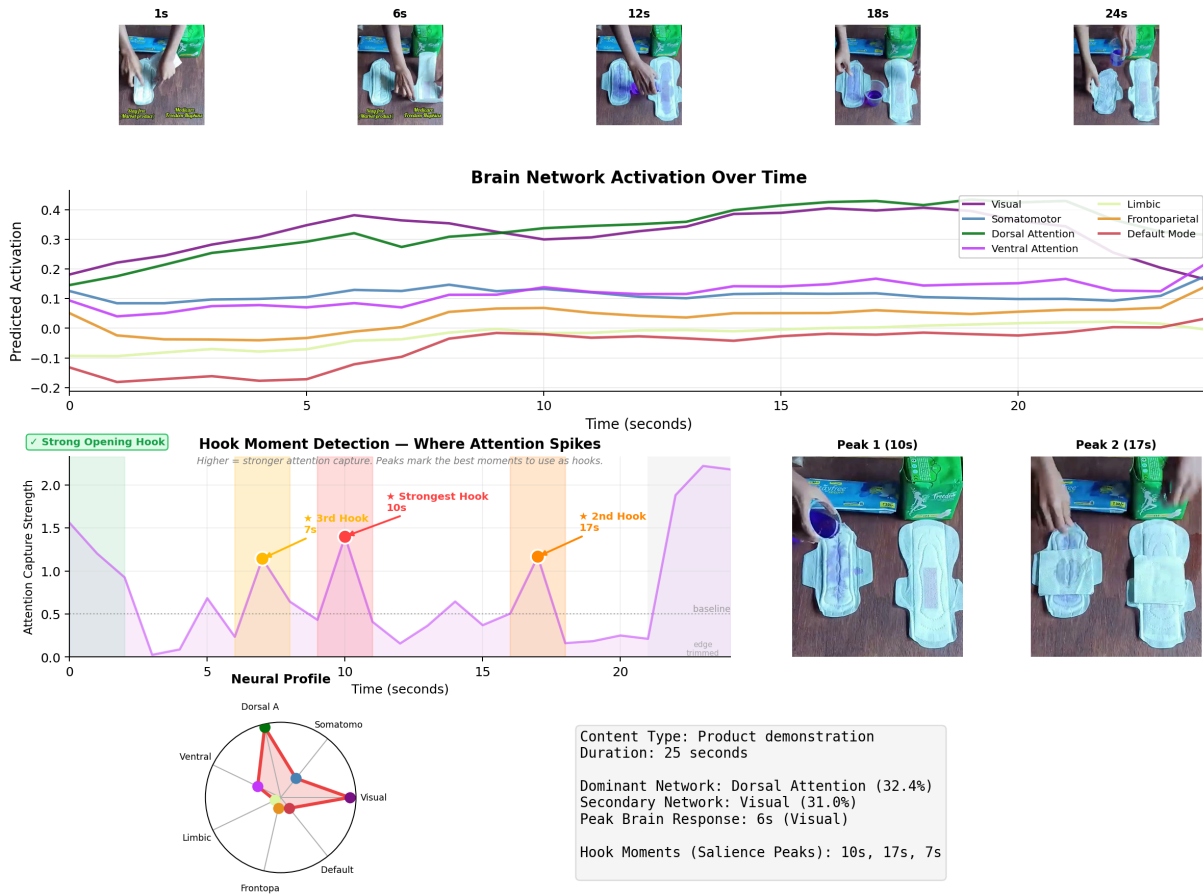 1s
6s
12s
18s
24s
Brain Network Activation Over Time
Predicted Activation
0.4
0.3
0.2
0.1
0.0
−0.1
−0.2
0
5
10
15
20
Time (seconds)
Visual
Somatomotor
Dorsal Attention
Ventral Attention
Limbic
Frontoparietal
Default Mode
✓ Strong Opening Hook
Hook Moment Detection — Where Attention Spikes
Higher = stronger attention capture. Peaks mark the best moments to use as hooks.
Attention Capture Strength
2.0
1.5
1.0
0.5
0.0
★ 3rd Hook
7s
★ Strongest Hook
10s
★ 2nd Hook
17s
baseline
edge
trimmed
0
5
10
15
20
Time (seconds)
Peak 1 (10s)
Peak 2 (17s)
Neural Profile
Dorsal A
Somatomo
Ventral
Visual
Limbic
Default
Frontopa
Content Type: Product demonstration
Duration: 25 seconds
Dominant Network: Dorsal Attention (32.4%)
Secondary Network: Visual (31.0%)
Peak Brain Response: 6s (Visual)
Hook Moments (Salience Peaks): 10s, 17s, 7s